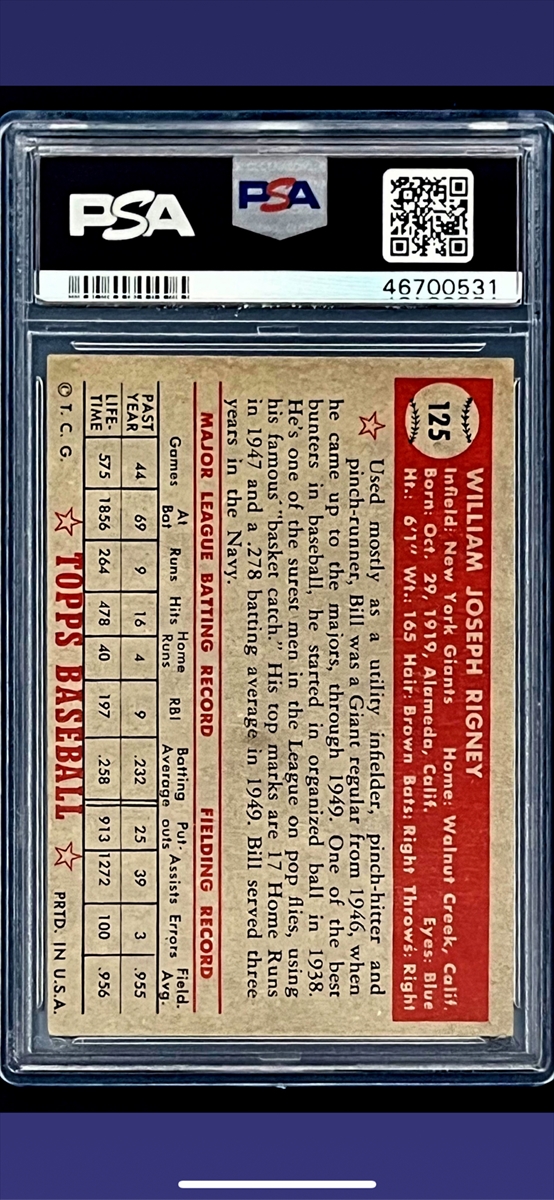 PSA
PSA
46700531
125
WILLIAM JOSEPH RIGNEY
Infield: New York Giants Home: Walnut Creek, Calif.
Born: Oct. 29, 1919, Alameda, Calif. Eyes: Blue
Ht.: 6'1" Wt.: 165 Hair: Brown Bats: Right Throws: Right
Used mostly as a utility infielder, pinch-hitter and
pinch-runner, Bill was a Giant regular from 1946, when
he came up to the majors, through 1949. One of the best
bunters in baseball, he started in organized ball in 1938.
He's one of the surest men in the League on pop flies, using
his famous "basket catch." His top marks are 17 Home Runs
in 1947 and a .278 batting average in 1949. Bill served three
years in the Navy.
MAJOR LEAGUE BATTING RECORD FIELDING RECORD
Games At Bat Runs Hits Home Runs RBI Batting Average Put-outs Assists Errors Field. Avg.
PAST YEAR 44 69 9 16 4 9 .232 25 39 3 .955
LIFE-TIME 575 1856 264 478 40 197 .258 913 1272 100 .956
© T. C. G. TOPPS BASEBALL PRTD. IN U.S.A.